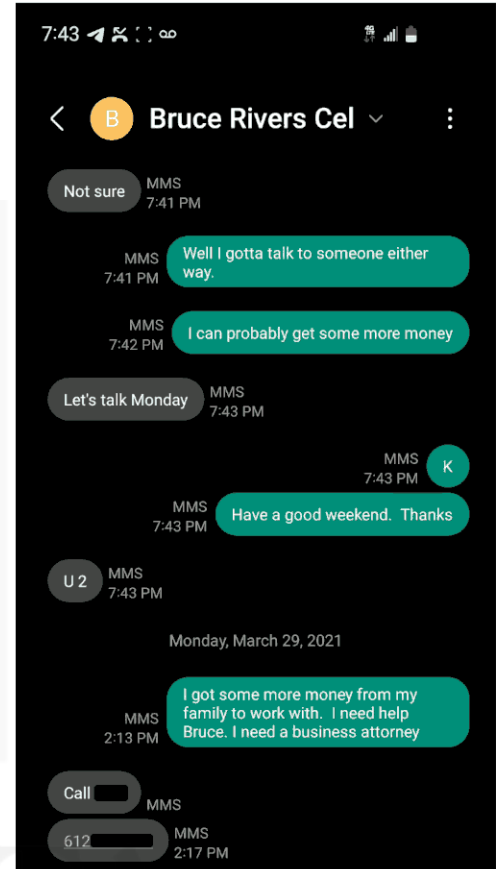 7:43
4G
B Bruce Rivers Cel
Not sure
MMS
7:41 PM
Well I gotta talk to someone either
way.
MMS
7:41 PM
I can probably get some more money
MMS
7:42 PM
Let's talk Monday
MMS
7:43 PM
K
MMS
7:43 PM
Have a good weekend.  Thanks
MMS
7:43 PM
U 2
MMS
7:43 PM
Monday, March 29, 2021
I got some more money from my
family to work with.  I need help
Bruce. I need a business attorney
MMS
2:13 PM
Call
MMS
612
MMS
2:17 PM